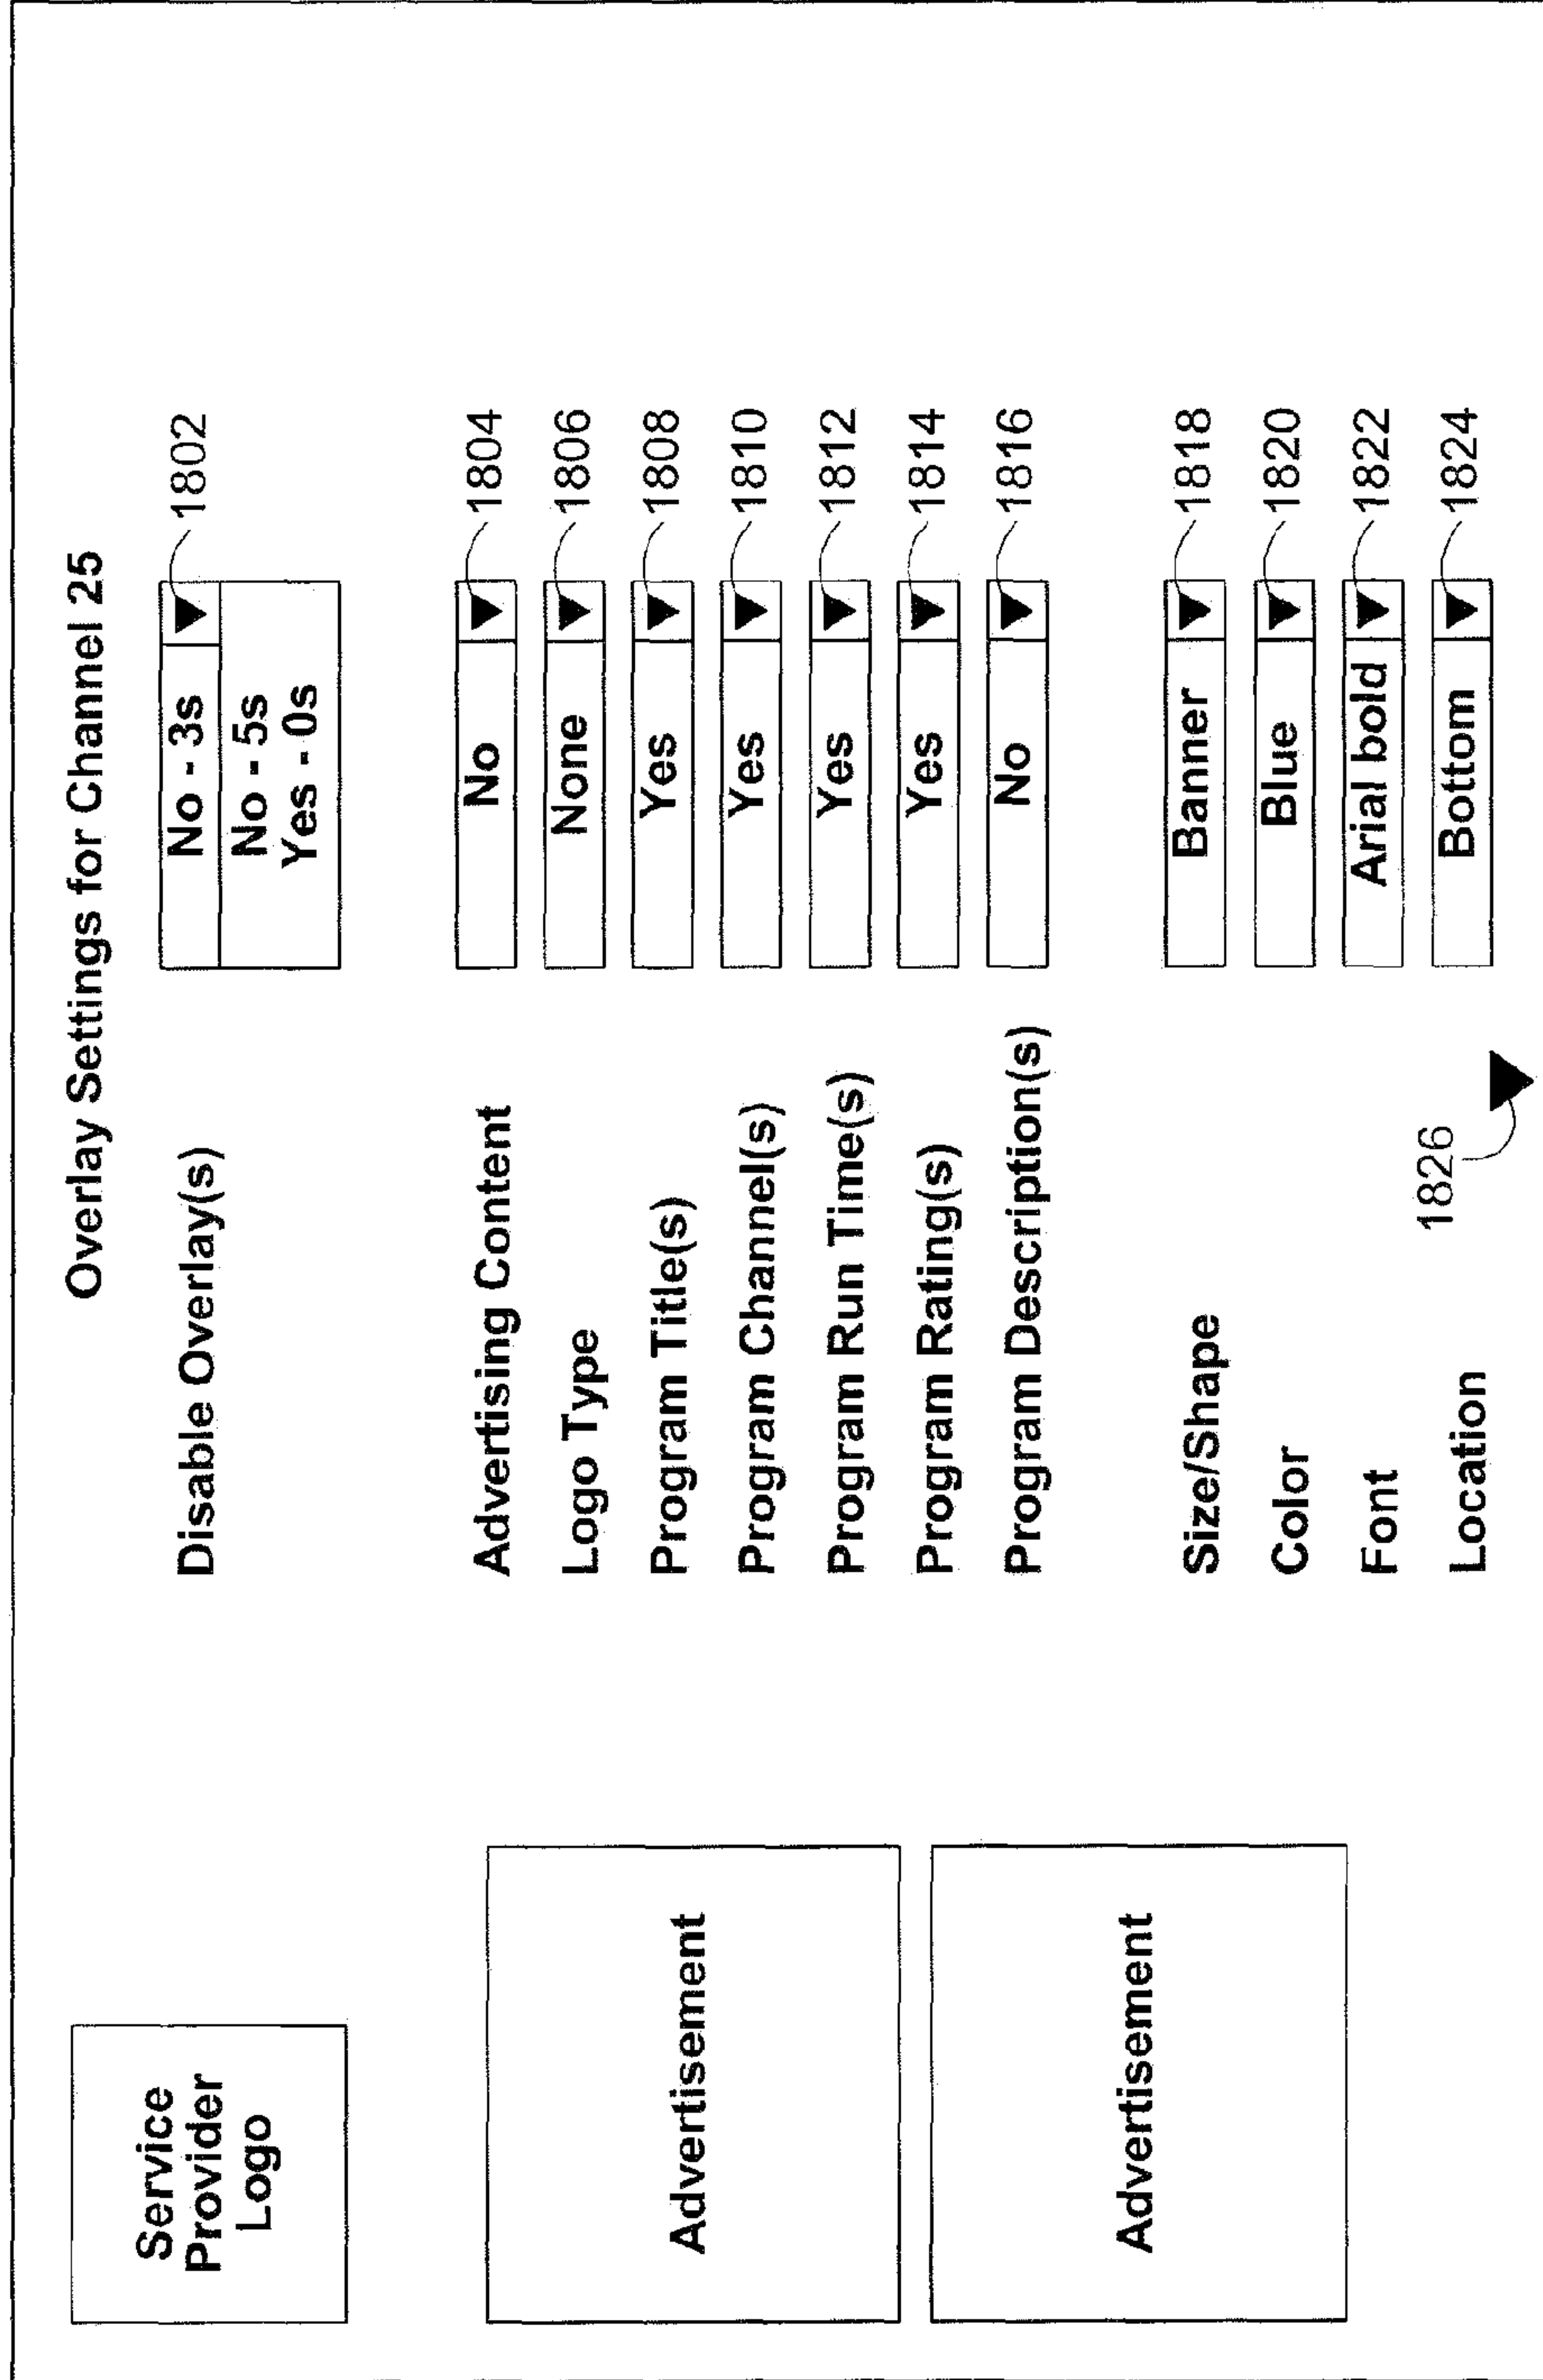 Overlay Settings for Channel 25
Service
Provider
Logo
Disable Overlay(s) No - 3s 1802
No - 5s
Yes - 0s
Advertisement
Advertisement
Advertising Content No 1804
Logo Type None 1806
Program Title(s) Yes 1808
Program Channel(s) Yes 1810
Program Run Time(s) Yes 1812
Program Rating(s) Yes 1814
Program Description(s) No 1816
Size/Shape Banner 1818
Color Blue 1820
Font Arial bold 1822
Location Bottom 1824
1826